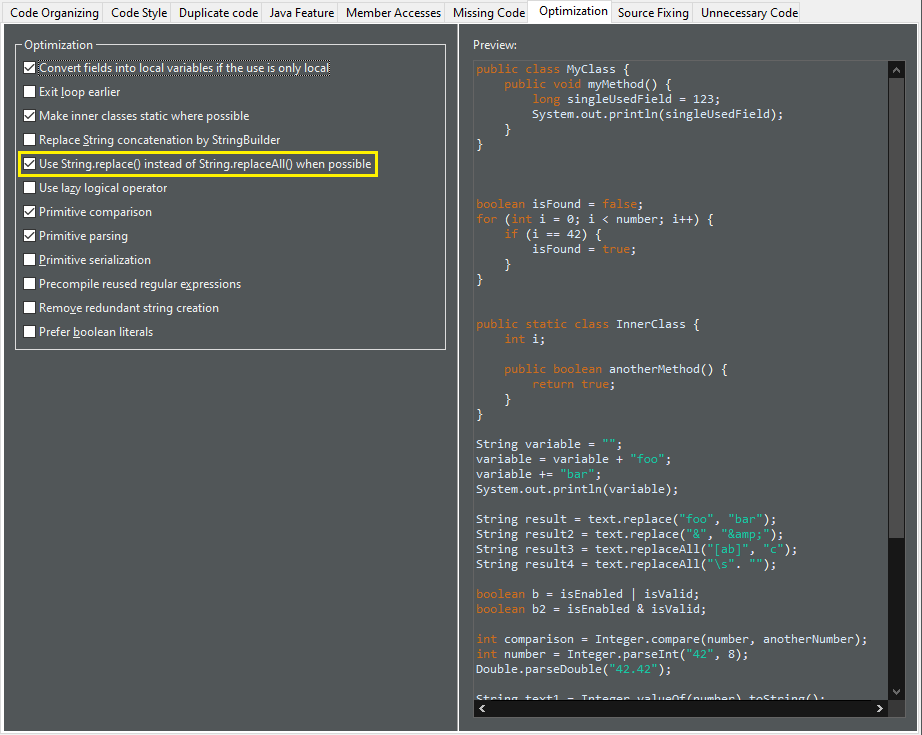 Code Organizing Code Style Duplicate code Java Feature Member Accesses Missing Code Optimization Source Fixing Unnecessary Code
Optimization
Convert fields into local variables if the use is only local
Exit loop earlier
Make inner classes static where possible
Replace String concatenation by StringBuilder
Use String.replace() instead of String.replaceAll() when possible
Use lazy logical operator
Primitive comparison
Primitive parsing
Primitive serialization
Precompile reused regular expressions
Remove redundant string creation
Prefer boolean literals
Preview:
public class MyClass {
    public void myMethod() {
        long singleUsedField = 123;
        System.out.println(singleUsedField);
    }
}
boolean isFound = false;
for (int i = 0; i < number; i++) {
    if (i == 42) {
        isFound = true;
    }
}
public static class InnerClass {
    int i;
    public boolean anotherMethod() {
        return true;
    }
}
String variable = "";
variable = variable + "foo";
variable += "bar";
System.out.println(variable);
String result = text.replace("foo", "bar");
String result2 = text.replace("&", "&amp;");
String result3 = text.replaceAll("[ab]", "c");
String result4 = text.replaceAll("\s". "");
boolean b = isEnabled | isValid;
boolean b2 = isEnabled & isValid;
int comparison = Integer.compare(number, anotherNumber);
int number = Integer.parseInt("42", 8);
Double.parseDouble("42.42");
String text1 = Integer.valueOf(number).toString();